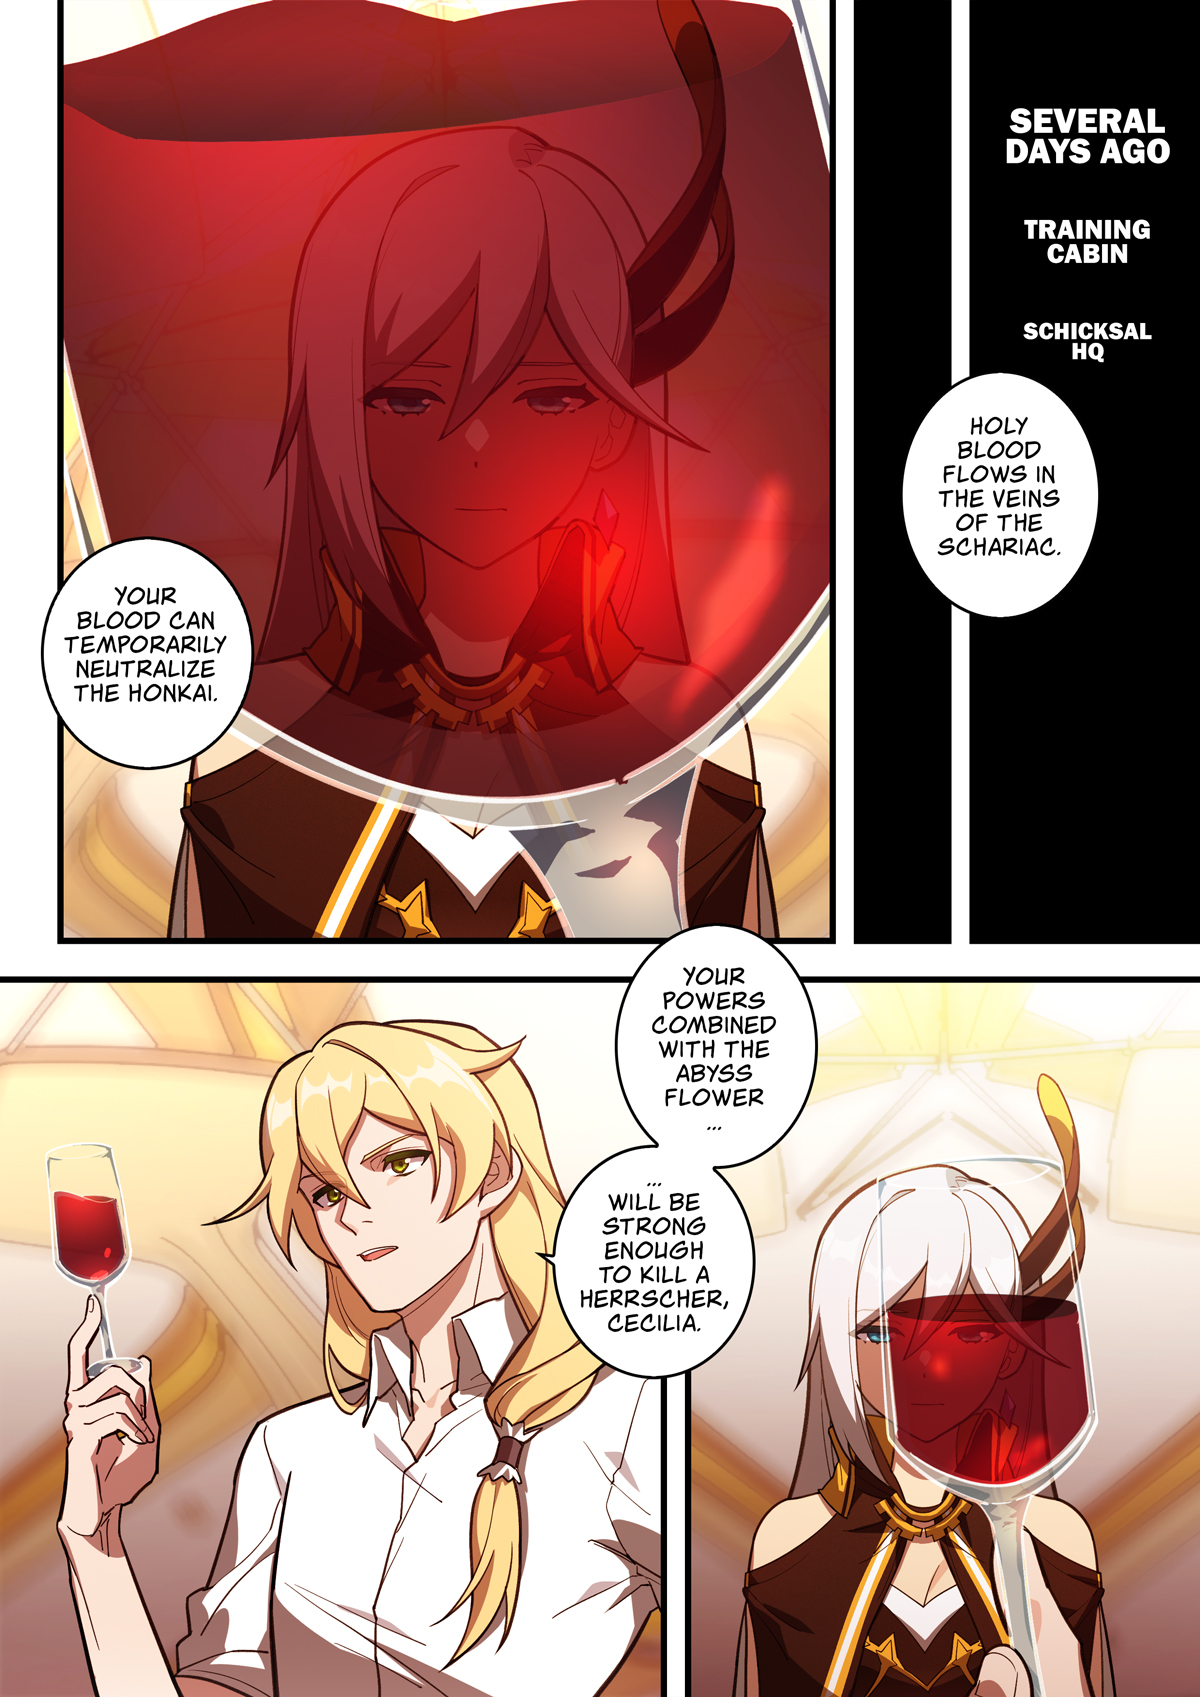 SEVERAL
DAYS AGO
TRAINING
CABIN
SCHICKSAL
HQ
HOLY
BLOOD
FLOWS IN
THE VEINS
OF THE
SCHARIAC.
YOUR
BLOOD CAN
TEMPORARILY
NEUTRALIZE
THE HONKAI.
YOUR
POWERS
COMBINED
WITH THE
ABYSS
FLOWER
...
...
WILL BE
STRONG
ENOUGH
TO KILL A
HERRSCHER,
CECILIA.